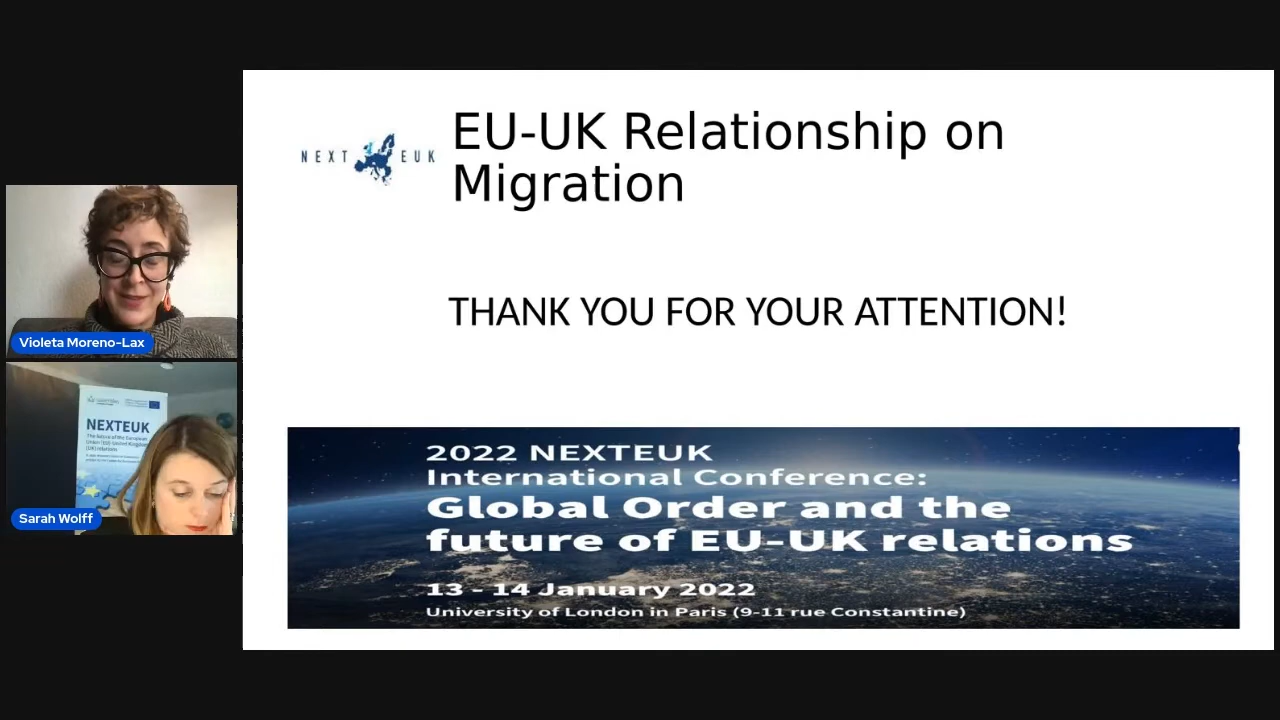 Violeta Moreno-Lax
NEXTEUK
Sarah Wolff
NEXT EUK
EU-UK Relationship on
Migration
THANK YOU FOR YOUR ATTENTION!
2022 NEXTEUK
International Conference:
Global Order and the
future of EU-UK relations
13 - 14 January 2022
University of London in Paris (9-11 rue Constantine)